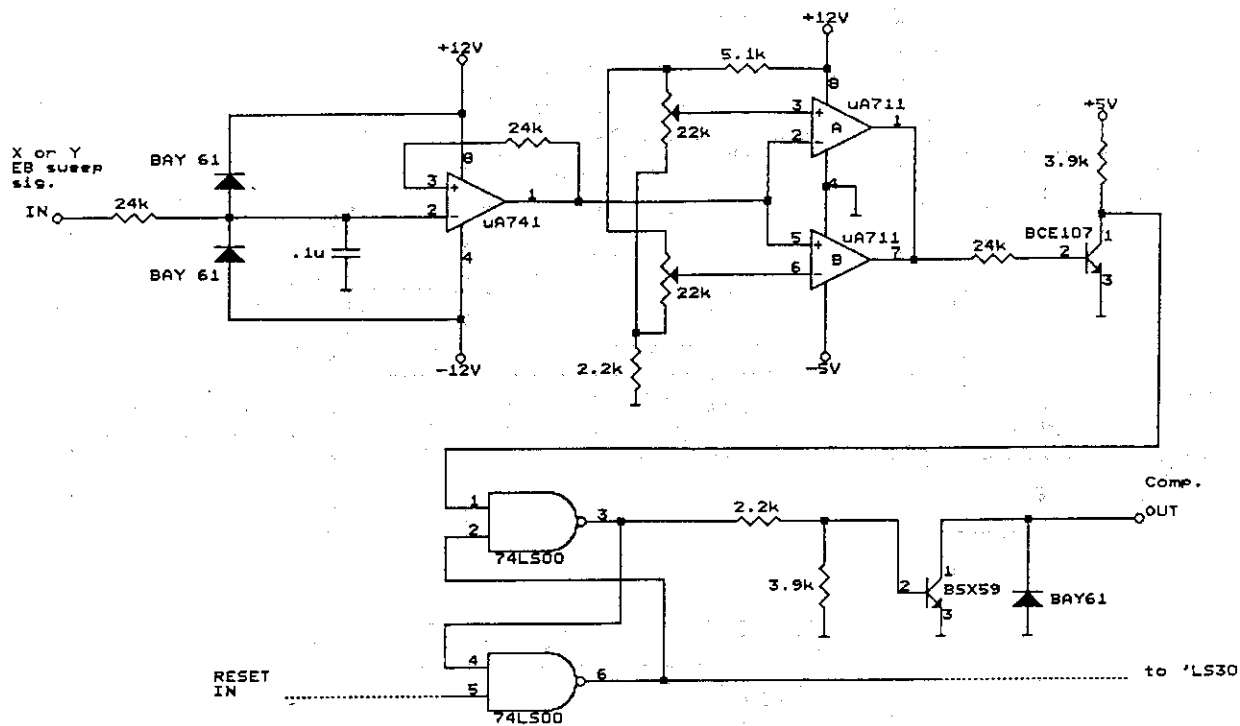 +12V
+12V
5.1k
8
uA711
+5V
3
1
22k
A
24k
2
3.9k
X or Y
EB sweep
sig.
BAY 61
8
3
1
4
IN
24k
2
uA741
5
uA711
BCE107
1
.1u
B
7
24k
2
BAY 61
4
6
3
22k
-12V
2.2k
-5V
Comp.
1
3
2.2k
OUT
2
74LS00
1
3.9k
2
BSX59
BAY61
3
4
RESET
IN
6
to 'LS30
5
74LS00